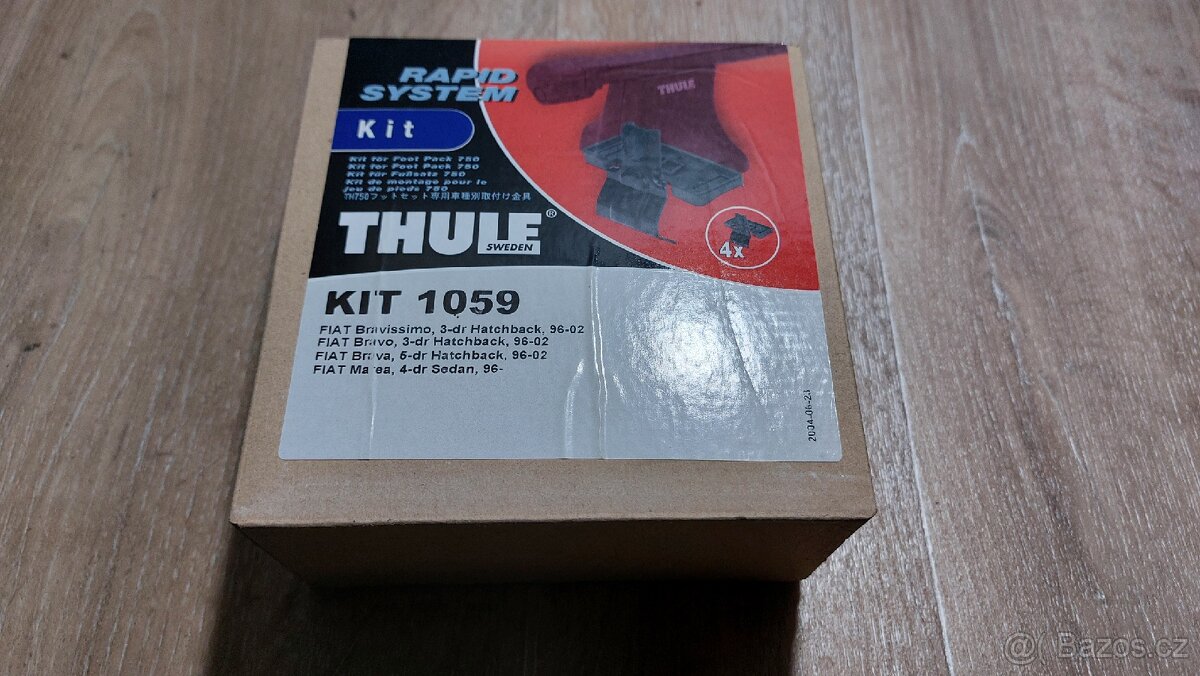 RAPID
SYSTEM
Kit
Kit för Foot Pack 750
Kit for Foot Pack 750
Kit für Fußsatz 750
Kit de montage pour le
jeu de pieds 750
TH750フットセット専用車種別取付け金具
THULE®
SWEDEN
THULE
4x
KIT 1059
FIAT Bravissimo, 3-dr Hatchback, 96-02
FIAT Bravo, 3-dr Hatchback, 96-02
FIAT Brava, 5-dr Hatchback, 96-02
FIAT Marea, 4-dr Sedan, 96-
@ Bazos.cz